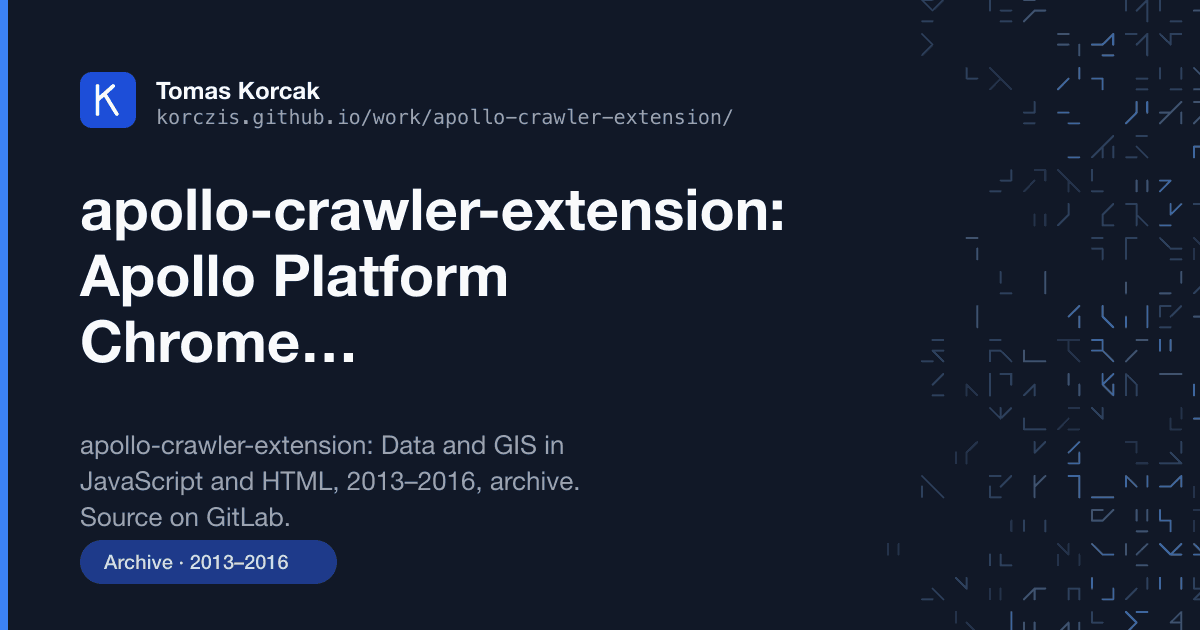 K
Tomas Korcak
korczis.github.io/work/apollo-crawler-extension/
apollo-crawler-extension:
Apollo Platform
Chrome…
apollo-crawler-extension: Data and GIS in
JavaScript and HTML, 2013–2016, archive.
Source on GitLab.
Archive · 2013–2016